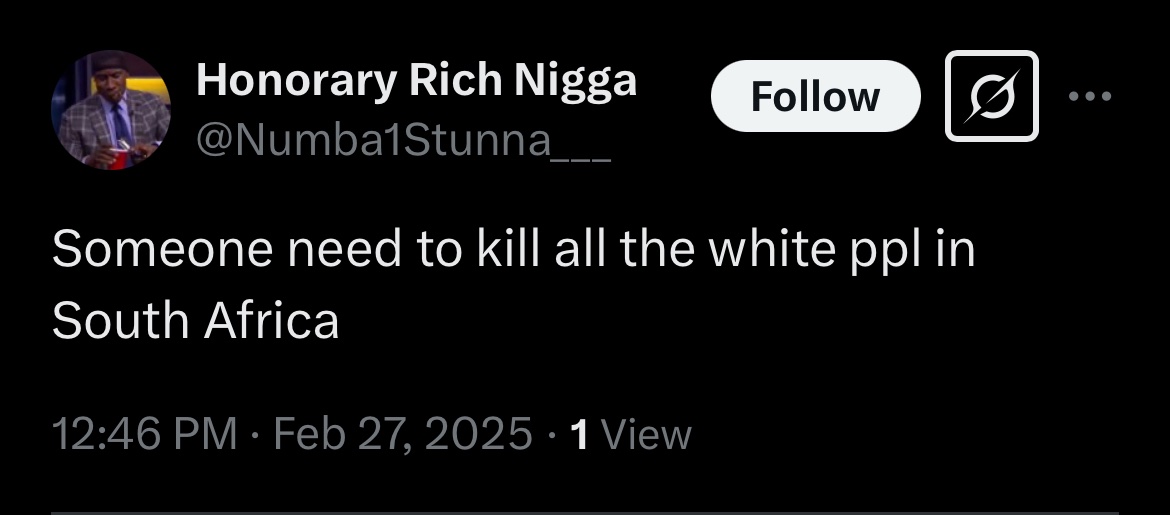 Honorary Rich Nigga
Follow
@Numba1Stunna___
Someone need to kill all the white ppl in
South Africa
12:46 PM · Feb 27, 2025 · 1 View